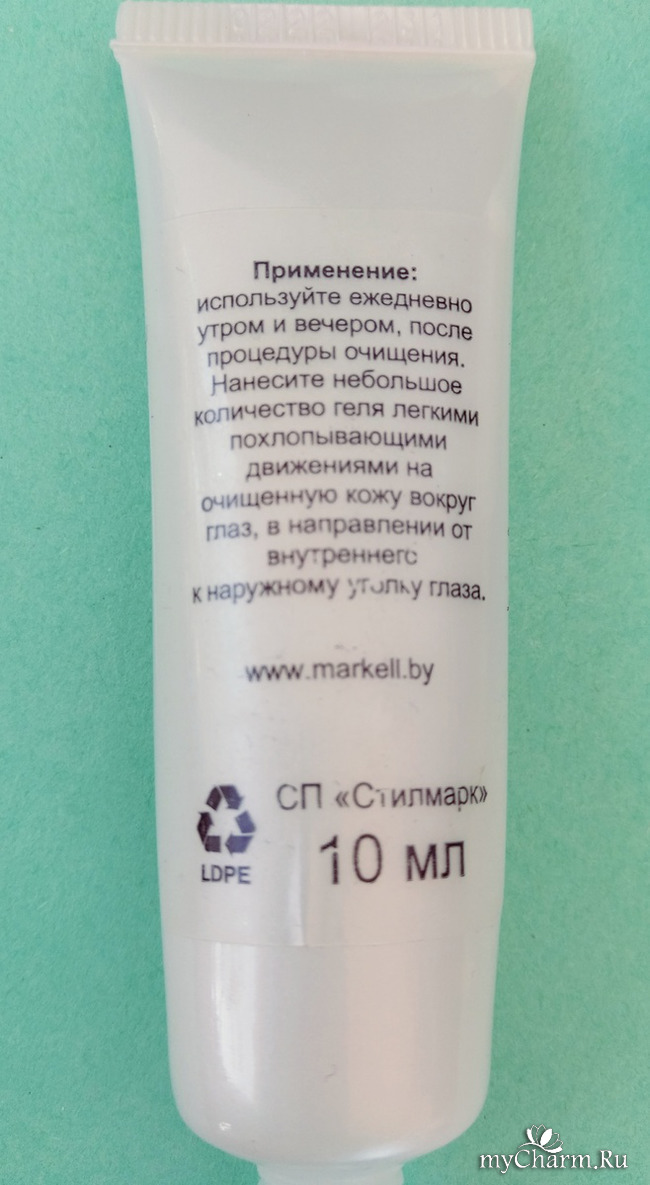 Применение:
используйте ежедневно
утром и вечером, после
процедуры очищения.
Нанесите небольшое
количество геля легкими
похлопывающими
движениями на
очищенную кожу вокруг
глаз, в направлении от
внутреннего
к наружному уголку глаза.
www.markell.by
СП «Стилмарк»
LDPE
10 мл
myCharm.Ru